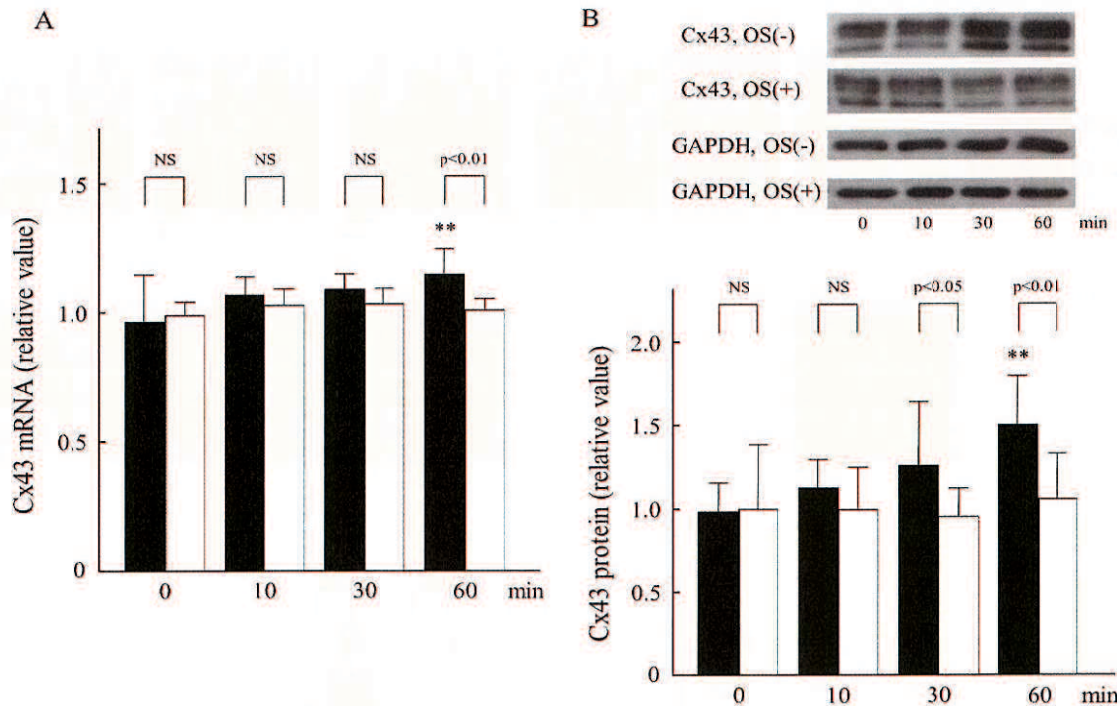 A
NS NS NS p<0.01
**
1.5
1.0
0.5
0
Cx43 mRNA (relative value)
0 10 30 60 min
B
Cx43, OS(-)
Cx43, OS(+)
GAPDH, OS(-)
GAPDH, OS(+)
0 10 30 60 min
NS NS p<0.05 p<0.01
**
2.0
1.5
1.0
0.5
0
Cx43 protein (relative value)
0 10 30 60 min